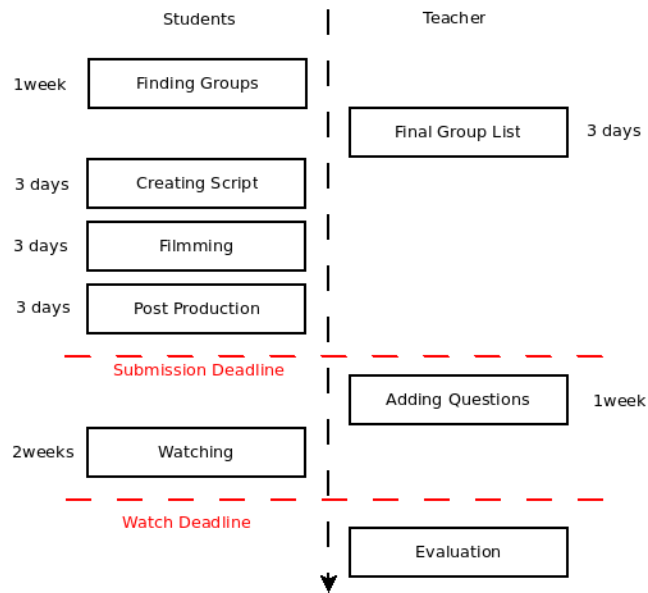 Students Teacher
1week Finding Groups
Final Group List 3 days
3 days Creating Script
3 days Filmming
3 days Post Production
Submission Deadline
Adding Questions 1week
2weeks Watching
Watch Deadline
Evaluation